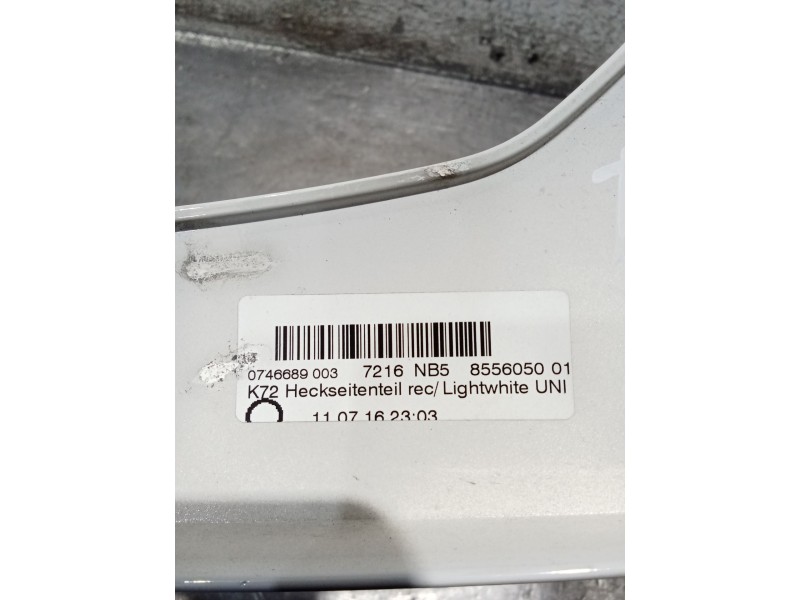 0746689 003 7216 NB5 8556050 01
K72 Heckseitenteil rec/ Lightwhite UNI
11.07.16 23:03